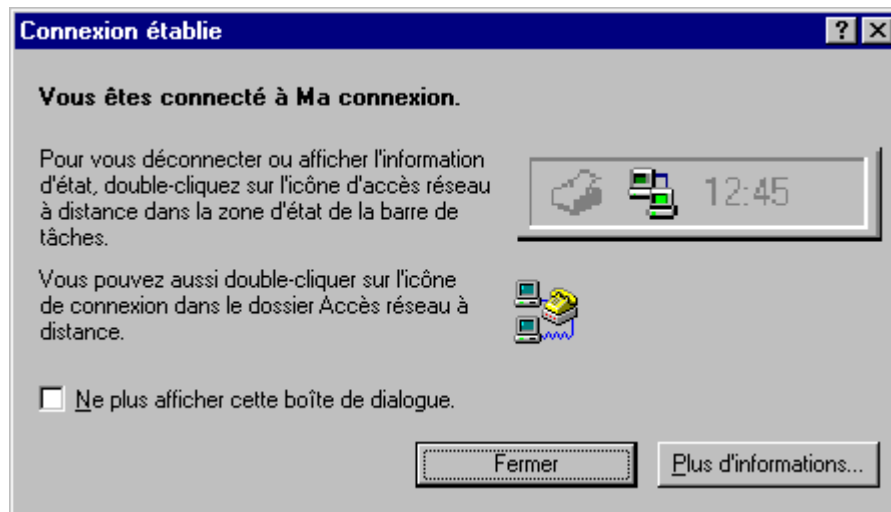 Connexion établie
Vous êtes connecté à Ma connexion.
Pour vous déconnecter ou afficher l'information
d'état, double-cliquez sur l'icône d'accès réseau
à distance dans la zone d'état de la barre de
tâches.
12:45
Vous pouvez aussi double-cliquer sur l'icône
de connexion dans le dossier Accès réseau à
distance.
Ne plus afficher cette boîte de dialogue.
Fermer
Plus d'informations...